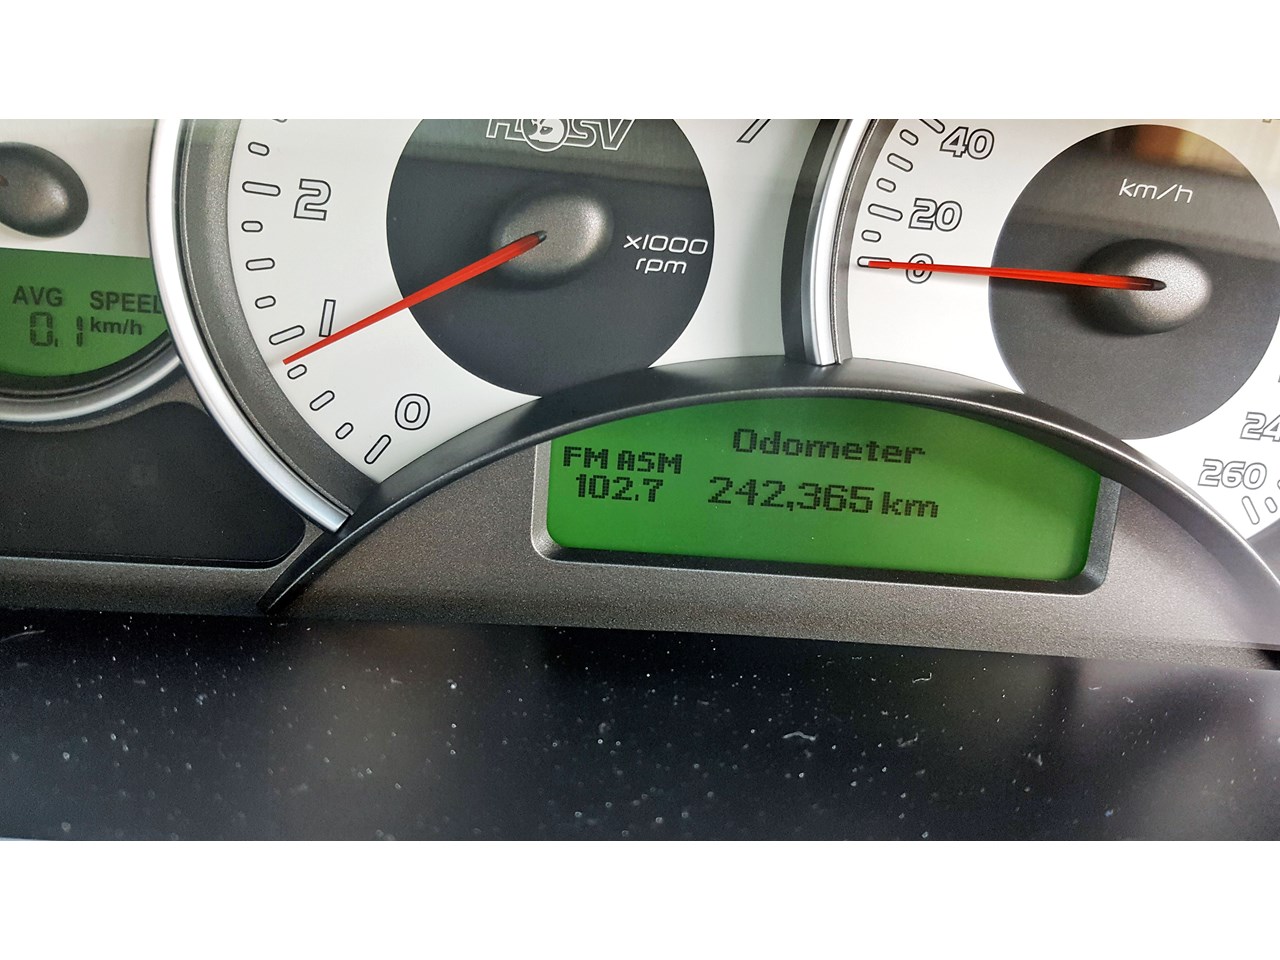 HSV
7
2
x1000
rpm
1
0
40
km/h
20
0
260
AVG SPEED
0.1 km/h
Odometer
FM ASM
102.7
242,365 km